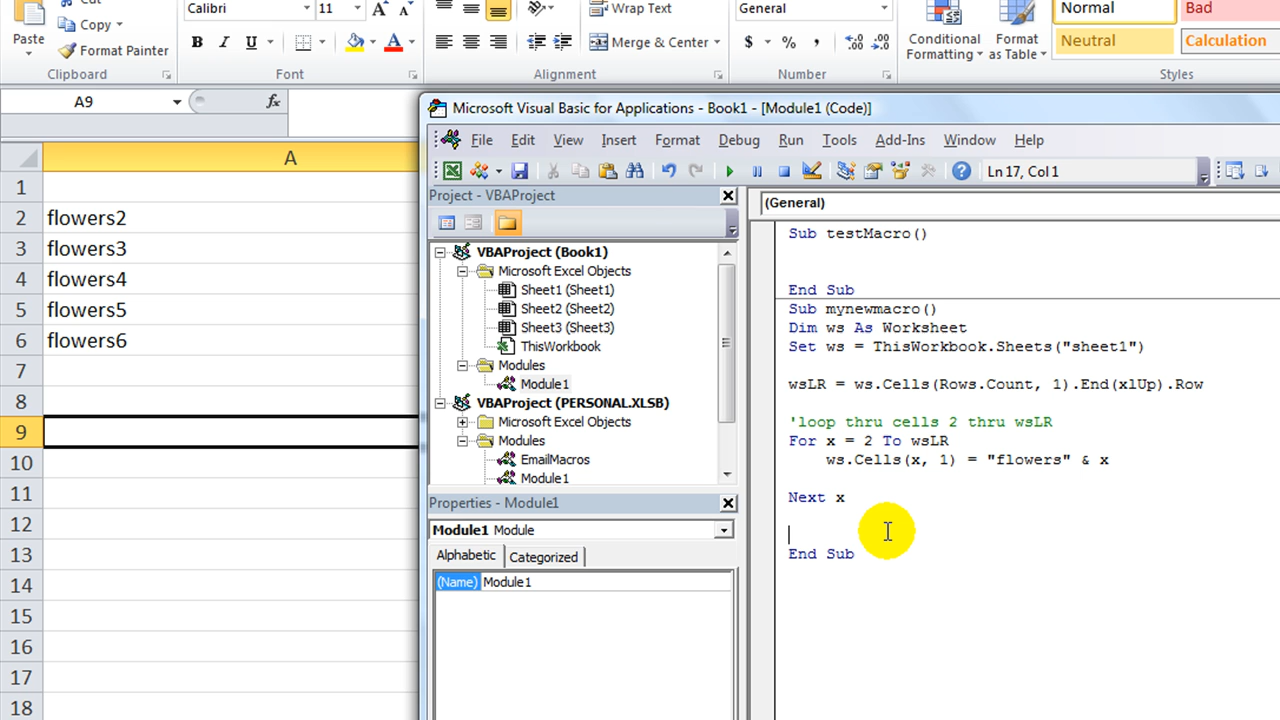 Cut
Copy
Paste
Format Painter
Clipboard
Calibri
11
A A
B I U
A
Font
Wrap Text
Merge & Center
Alignment
General
$ % ,
.0 .00
.00 .0
Number
Conditional
Formatting
Format
as Table
Normal
Bad
Neutral
Calculation
Styles
A9
fx
A
1
2 flowers2
3 flowers3
4 flowers4
5 flowers5
6 flowers6
7
8
9
10
11
12
13
14
15
16
17
18
Microsoft Visual Basic for Applications - Book1 - [Module1 (Code)]
File Edit View Insert Format Debug Run Tools Add-Ins Window Help
Ln 17, Col 1
Project - VBAProject
VBAProject (Book1)
Microsoft Excel Objects
Sheet1 (Sheet1)
Sheet2 (Sheet2)
Sheet3 (Sheet3)
ThisWorkbook
Modules
Module1
VBAProject (PERSONAL.XLSB)
Microsoft Excel Objects
Modules
EmailMacros
Module1
Properties - Module1
Module1 Module
Alphabetic Categorized
(Name) Module1
(General)
Sub testMacro()
End Sub
Sub mynewmacro()
Dim ws As Worksheet
Set ws = ThisWorkbook.Sheets("sheet1")
wsLR = ws.Cells(Rows.Count, 1).End(xlUp).Row
'loop thru cells 2 thru wsLR
For x = 2 To wsLR
ws.Cells(x, 1) = "flowers" & x
Next x
End Sub